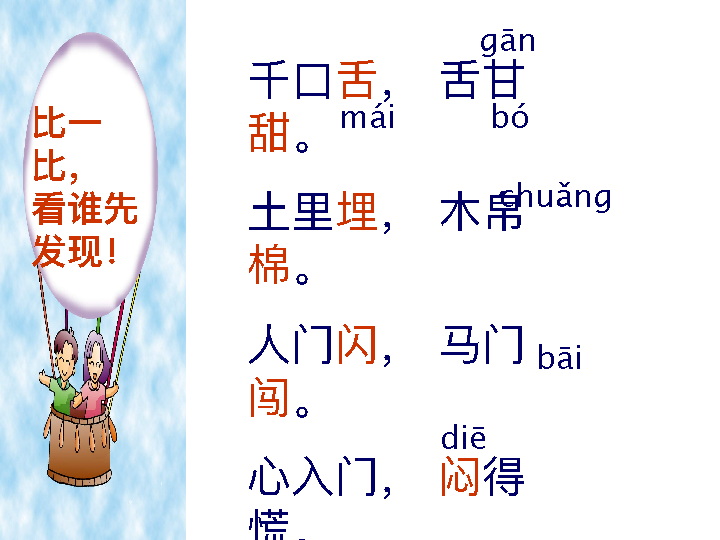 比一
比，
看谁先
发现！
gān
千口舌， 舌甘
甜。
mái
bó
土里埋， 木帛
chuǎng
棉。
人门闪， 马门
bāi
闯。
diē
心入门， 闷得
慌。